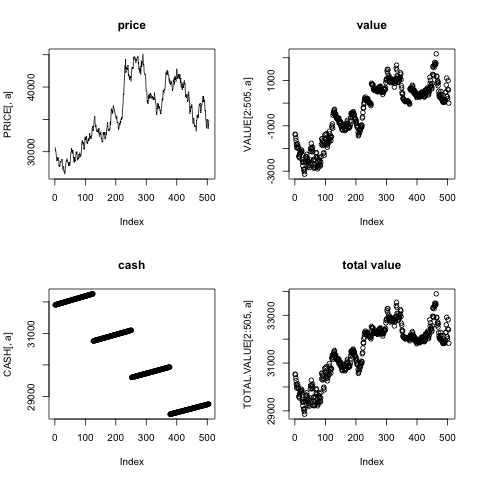 price
PRICE[, a]
40000
30000
0 100 200 300 400 500
Index
value
VALUE[2:505, a]
1000
-1000
-3000
0 100 200 300 400 500
Index
cash
CASH[, a]
31000
29000
0 100 200 300 400 500
Index
total value
TOTAL.VALUE[2:505, a]
33000
31000
29000
0 100 200 300 400 500
Index